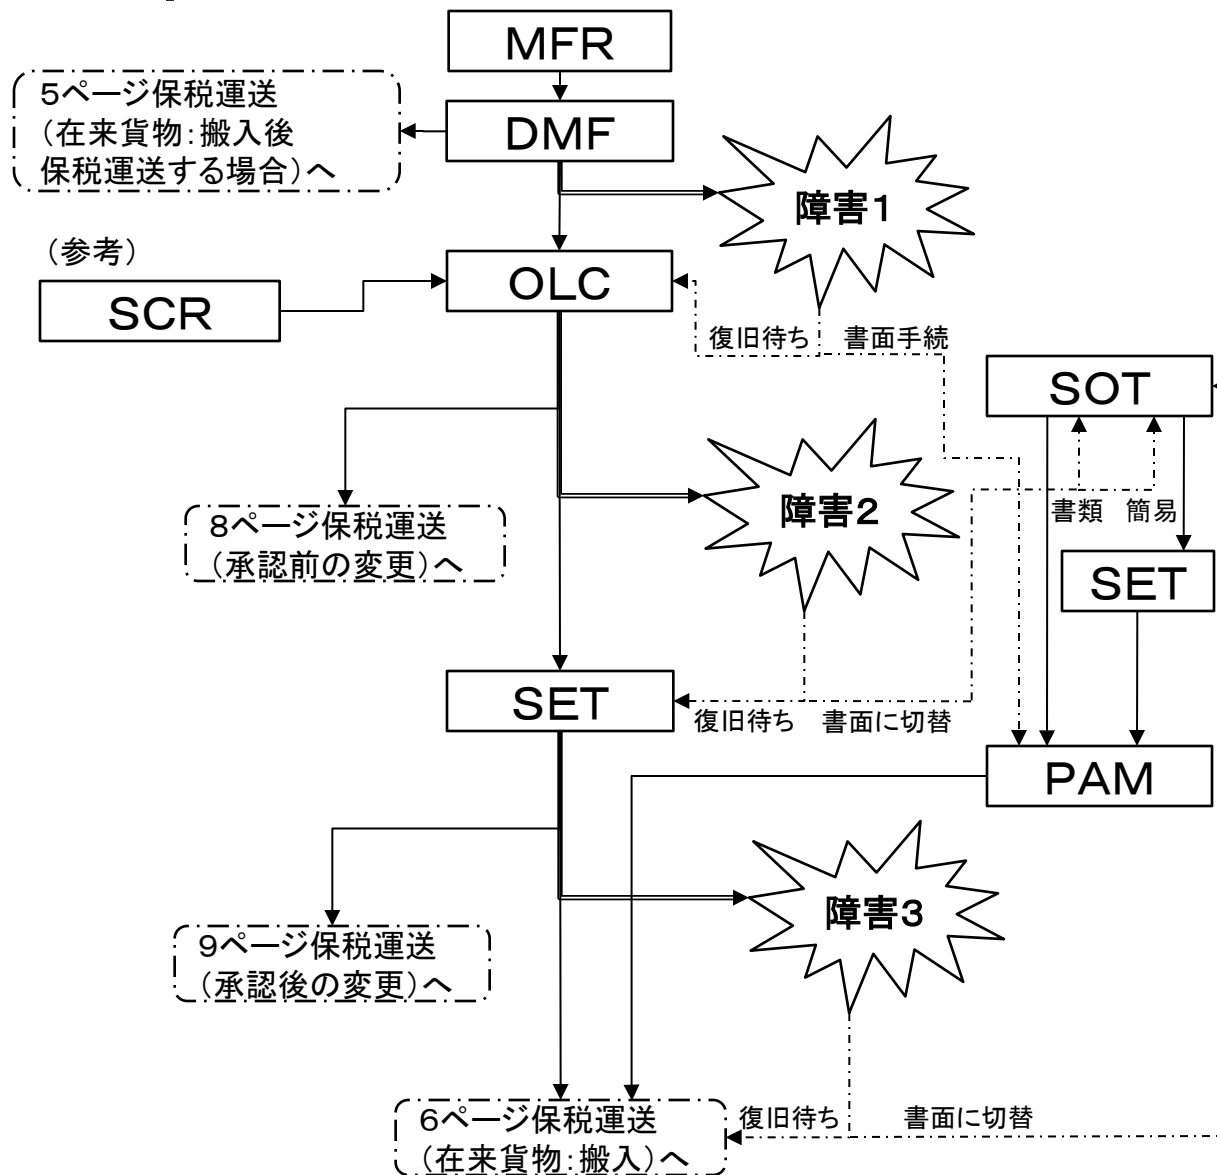 MFR
5ページ保税運送
(在来貨物:搬入後
保税運送する場合)へ
DMF
障害1
(参考)
OLC
SCR
復旧待ち 書面手続
SOT
障害2
書類 簡易
8ページ保税運送
(承認前の変更)へ
SET
SET
復旧待ち 書面に切替
PAM
障害3
9ページ保税運送
(承認後の変更)へ
6ページ保税運送
(在来貨物:搬入)へ
復旧待ち 書面に切替